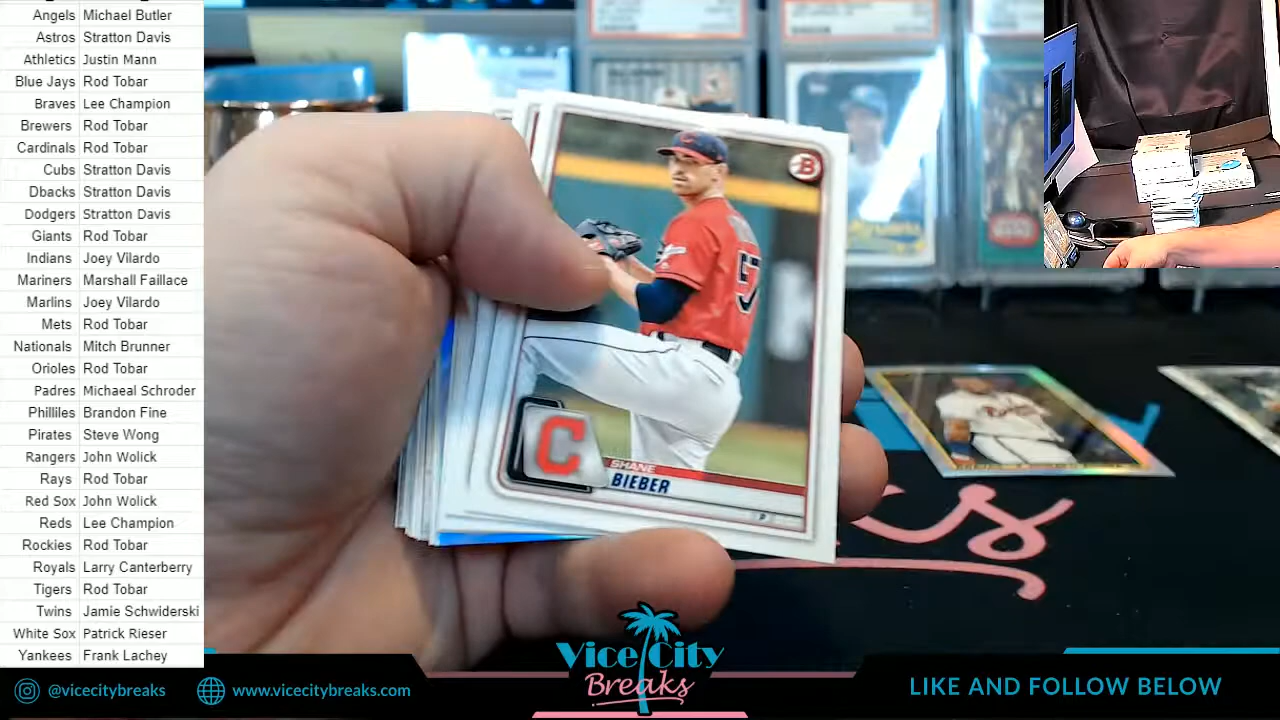 Angels Michael Butler
Astros Stratton Davis
Athletics Justin Mann
Blue Jays Rod Tobar
Braves Lee Champion
Brewers Rod Tobar
Cardinals Rod Tobar
Cubs Stratton Davis
Dbacks Stratton Davis
Dodgers Stratton Davis
Giants Rod Tobar
Indians Joey Vilardo
Mariners Marshall Faillace
Marlins Joey Vilardo
Mets Rod Tobar
Nationals Mitch Brunner
Orioles Rod Tobar
Padres Michaeal Schroder
Philliles Brandon Fine
Pirates Steve Wong
Rangers John Wolick
Rays Rod Tobar
Red Sox John Wolick
Reds Lee Champion
Rockies Rod Tobar
Royals Larry Canterberry
Tigers Rod Tobar
Twins Jamie Schwiderski
White Sox Patrick Rieser
Yankees Frank Lachey
B
57
C
SHANE
BIEBER
P
Vice City
Breaks
@vicecitybreaks
www.vicecitybreaks.com
LIKE AND FOLLOW BELOW